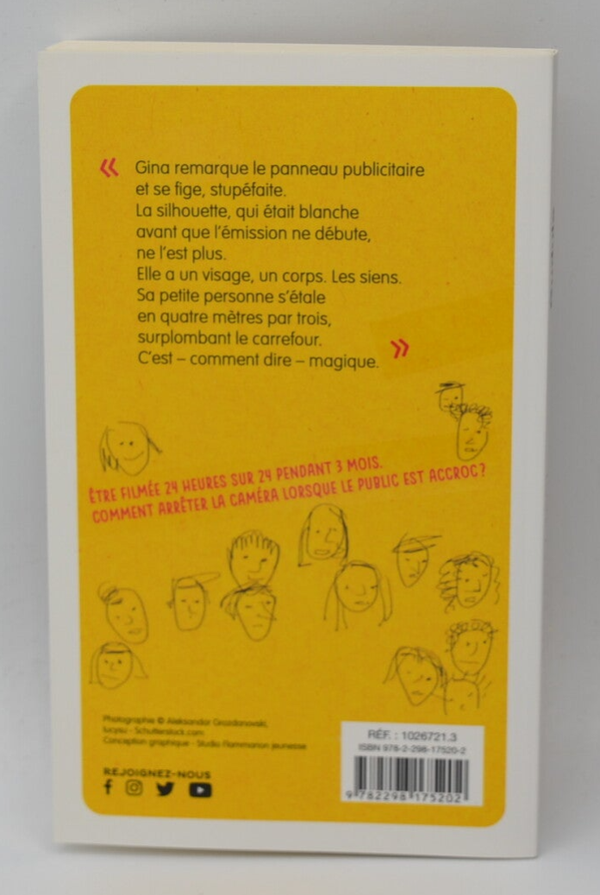 « Gina remarque le panneau publicitaire
et se fige, stupéfaite.
La silhouette, qui était blanche
avant que l'émission ne débute,
ne l'est plus.
Elle a un visage, un corps. Les siens.
Sa petite personne s'étale
en quatre mètres par trois,
surplombant le carrefour.
C'est – comment dire – magique. »
ÊTRE FILMÉE 24 HEURES SUR 24 PENDANT 3 MOIS.
COMMENT ARRÊTER LA CAMÉRA LORSQUE LE PUBLIC EST ACCROC ?
Photographie © Aleksandar Grozdanovski,
lucysu - Shutterstock.com
Conception graphique - Studio Flammarion jeunesse
REJOIGNEZ-NOUS
RÉF. : 1026721.3
ISBN 978-2-298-17520-2
9 782298 175202